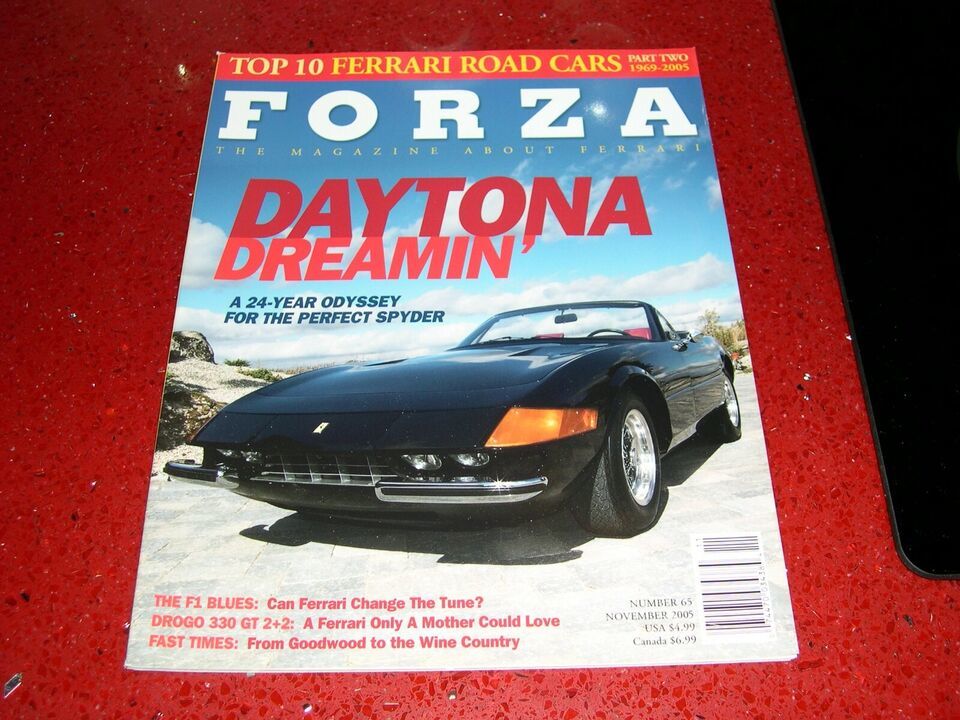 TOP 10 FERRARI ROAD CARS PART TWO 1969-2005
FORZA
THE MAGAZINE ABOUT FERRARI
DAYTONA
DREAMIN'
A 24-YEAR ODYSSEY
FOR THE PERFECT SPYDER
THE F1 BLUES: Can Ferrari Change The Tune?
DROGO 330 GT 2+2: A Ferrari Only A Mother Could Love
FAST TIMES: From Goodwood to the Wine Country
NUMBER 65
NOVEMBER 2005
USA $4.99
Canada $6.99